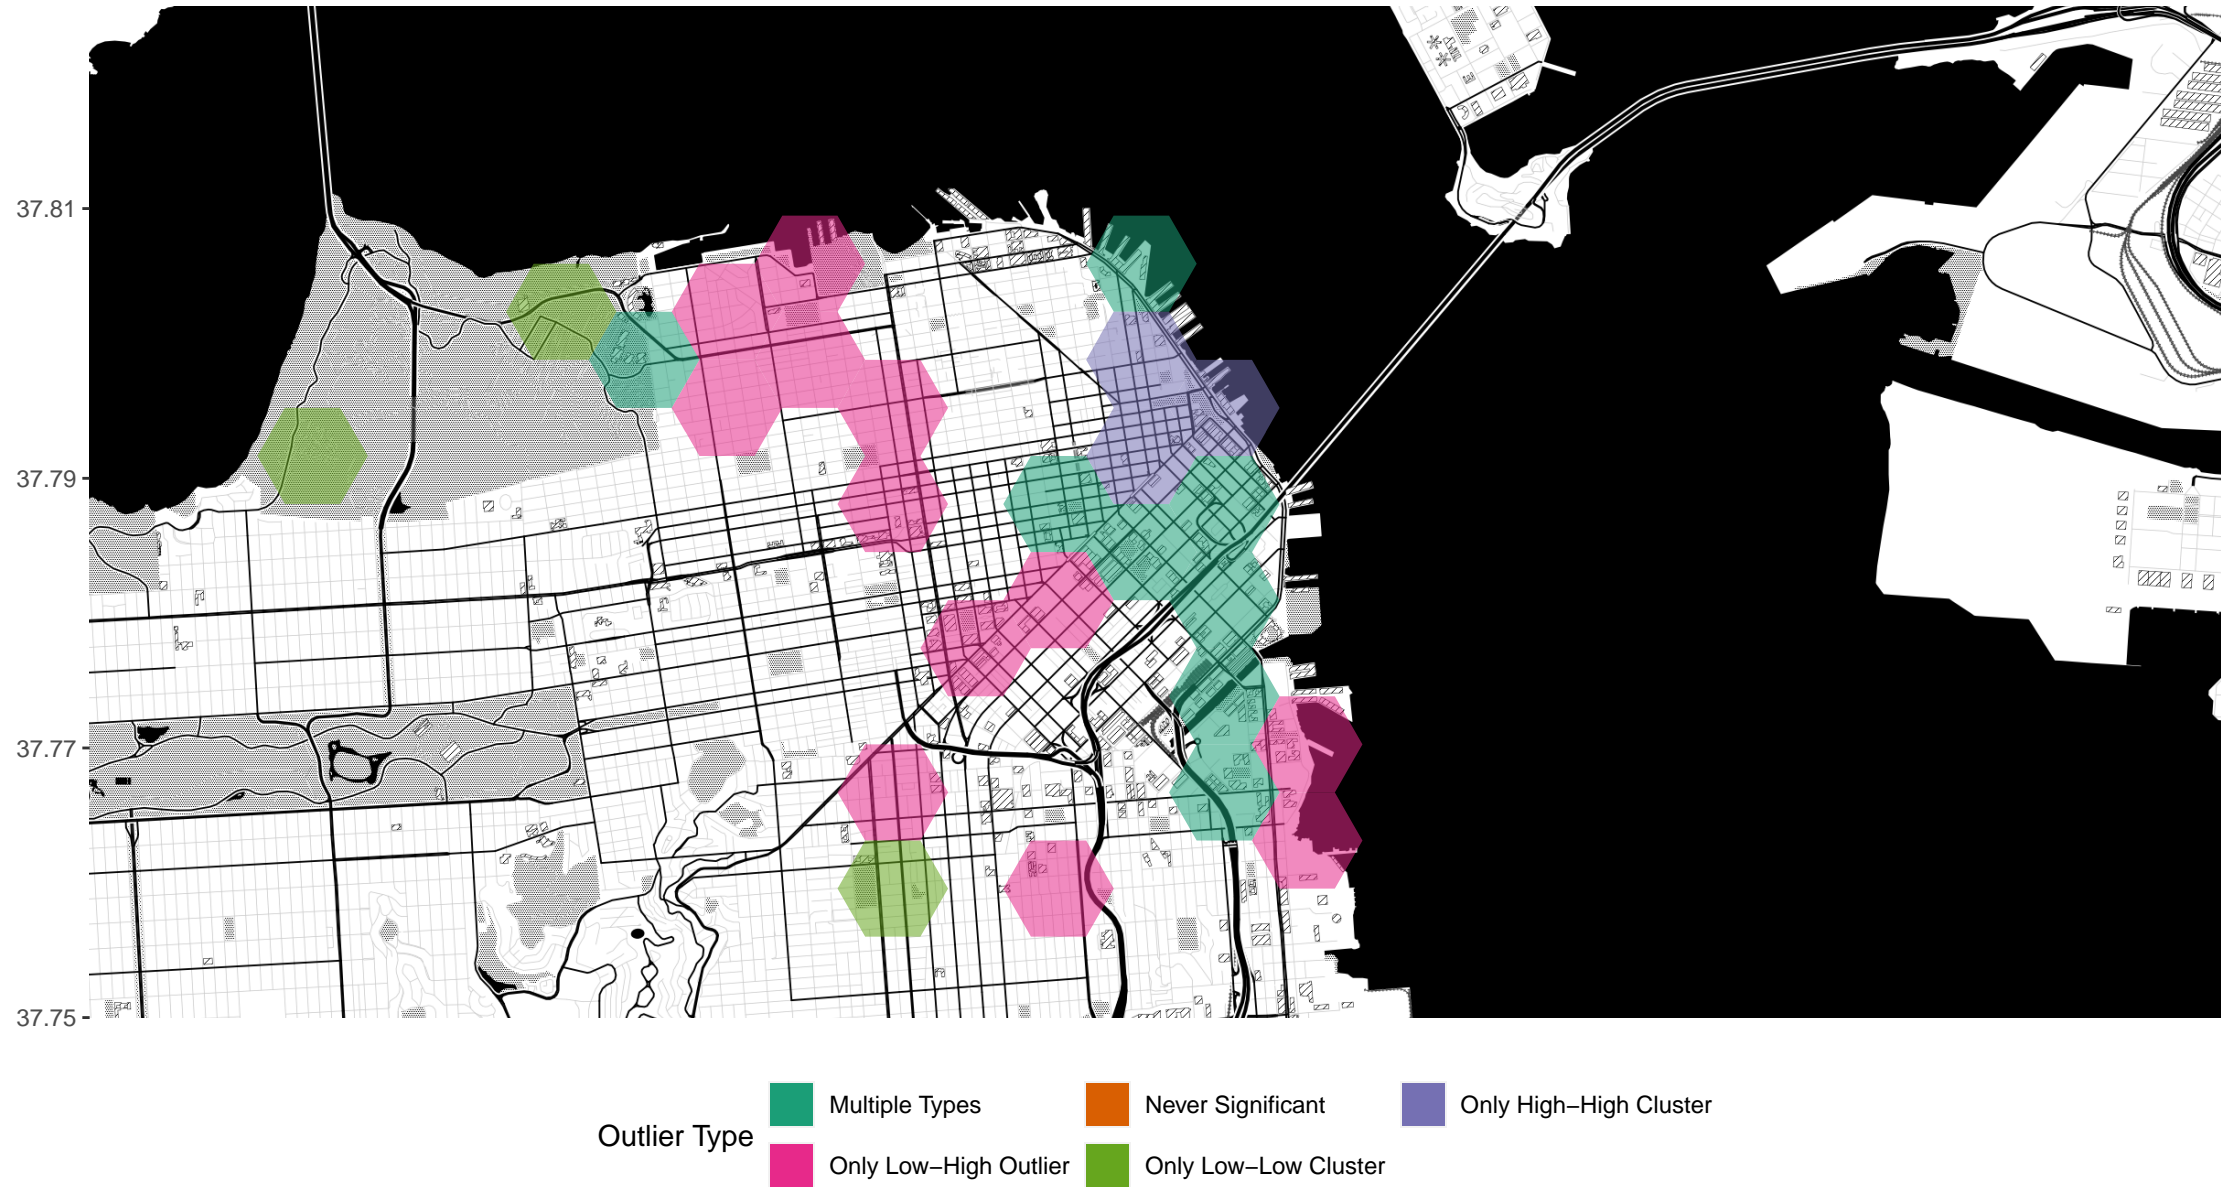 37.81
37.79
37.77
37.75
Outlier Type
Multiple Types
Never Significant
Only High−High Cluster
Only Low−High Outlier
Only Low−Low Cluster